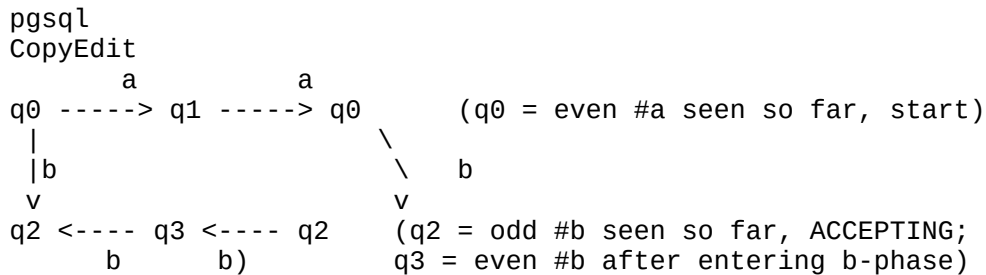 pgsql
CopyEdit
        a            a
q0 -----> q1 -----> q0       (q0 = even #a seen so far, start)
 |                       \
 |b                       \    b
 v                         v
q2 <---- q3 <---- q2    (q2 = odd #b seen so far, ACCEPTING;
       b       b)           q3 = even #b after entering b-phase)